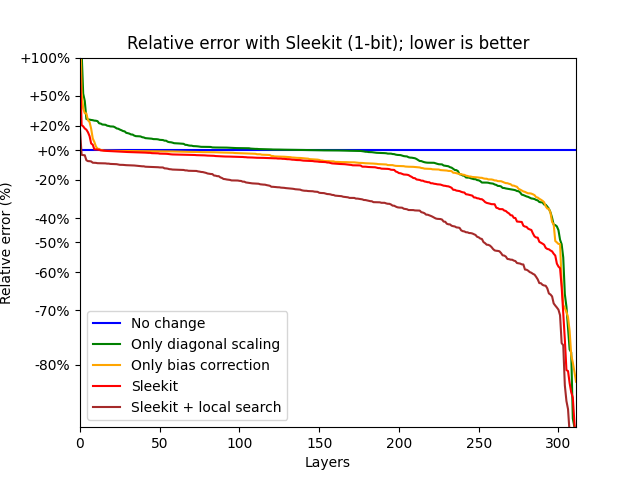 Relative error with Sleekit (1-bit); lower is better
Relative error (%)
+100%
+50%
+20%
+0%
-20%
-40%
-50%
-60%
-70%
-80%
No change
Only diagonal scaling
Only bias correction
Sleekit
Sleekit + local search
0 50 100 150 200 250 300
Layers